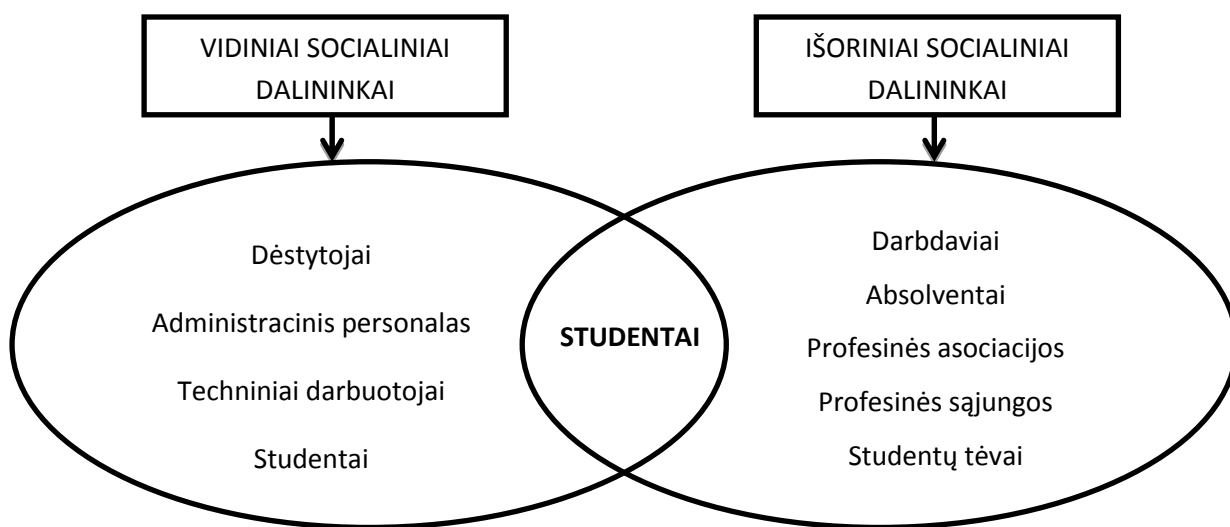 VIDINIAI SOCIALINIAI
DALININKAI
IŠORINIAI SOCIALINIAI
DALININKAI
Dėstytojai
Administracinis personalas
Techniniai darbuotojai
Studentai
STUDENTAI
Darbdaviai
Absolventai
Profesinės asociacijos
Profesinės sąjungos
Studentų tėvai